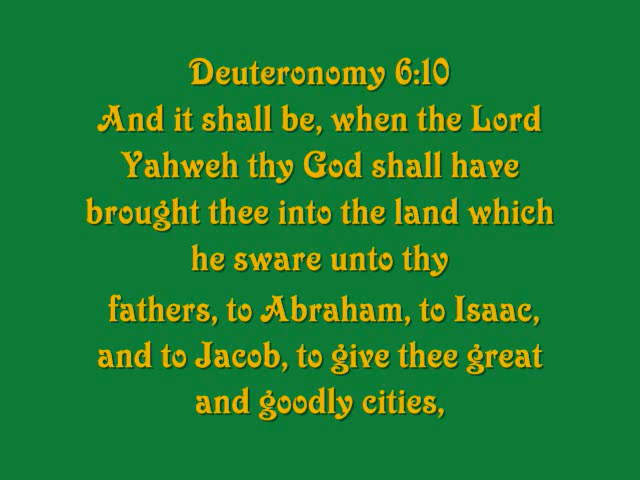 Deuteronomy 6:10
And it shall be, when the Lord
Yahweh thy God shall have
brought thee into the land which
he sware unto thy
fathers, to Abraham, to Isaac,
and to Jacob, to give thee great
and goodly cities,